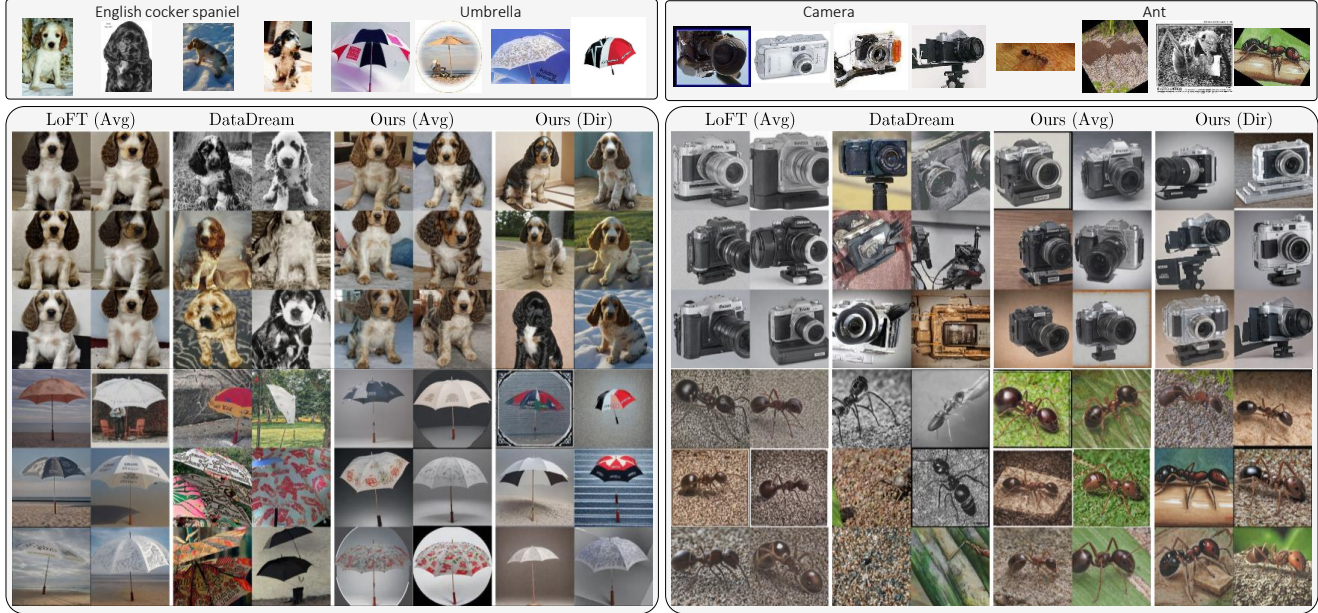 English cocker spaniel
Umbrella
Camera
Ant
LoFT (Avg)
DataDream
Ours (Avg)
Ours (Dir)
LoFT (Avg)
DataDream
Ours (Avg)
Ours (Dir)